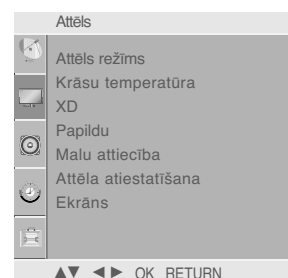 Attēls
Attēls režīms
Krāsu temperatūra
XD
Papildu
Malu attiecība
Attēla atiestatīšana
Ekrāns
▲▼ ◄► OK RETURN